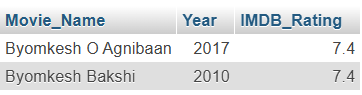 Movie_Name Year IMDB_Rating
Byomkesh O Agnibaan 2017 7.4
Byomkesh Bakshi 2010 7.4